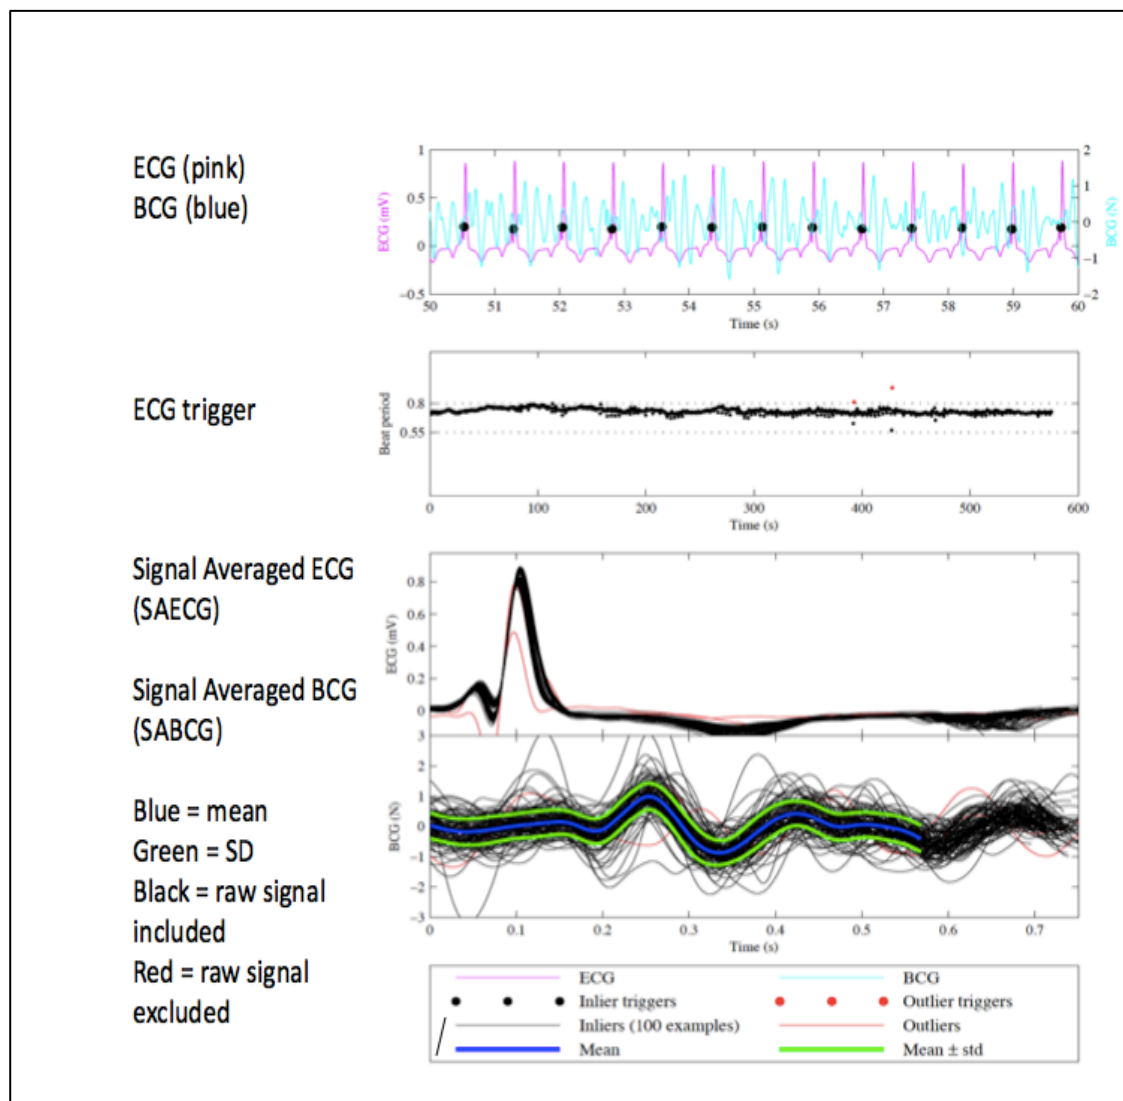 ECG (pink)
BCG (blue)
1
0.5
0
−0.5
ECG (mV)
2
1
0
−1
−2
BCG (N)
50 51 52 53 54 55 56 57 58 59 60
Time (s)
ECG trigger
Beat period
0.8
0.55
0 100 200 300 400 500 600
Time (s)
Signal Averaged ECG
(SAECG)
ECG (mV)
0.8
0.6
0.4
0.2
0
Signal Averaged BCG
(SABCG)
BCG (N)
3
2
1
0
−1
−2
−3
0 0.1 0.2 0.3 0.4 0.5 0.6 0.7
Time (s)
Blue = mean
Green = SD
Black = raw signal
included
Red = raw signal
excluded
ECG BCG
Inlier triggers Outlier triggers
Inliers (100 examples) Outliers
Mean Mean ± std